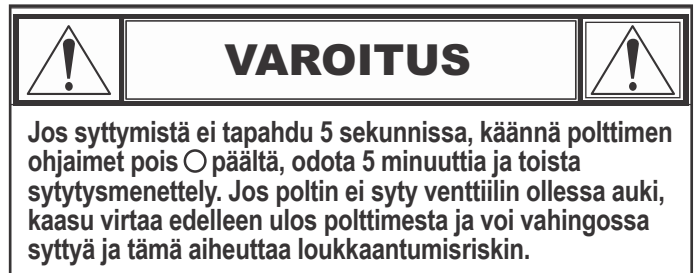 VAROITUS
Jos syttymistä ei tapahdu 5 sekunnissa, käännä polttimen
ohjaimet pois ○ päältä, odota 5 minuuttia ja toista
sytytysmenettely. Jos poltin ei syty venttiilin ollessa auki,
kaasu virtaa edelleen ulos polttimesta ja voi vahingossa
syttyä ja tämä aiheuttaa loukkaantumisriskin.